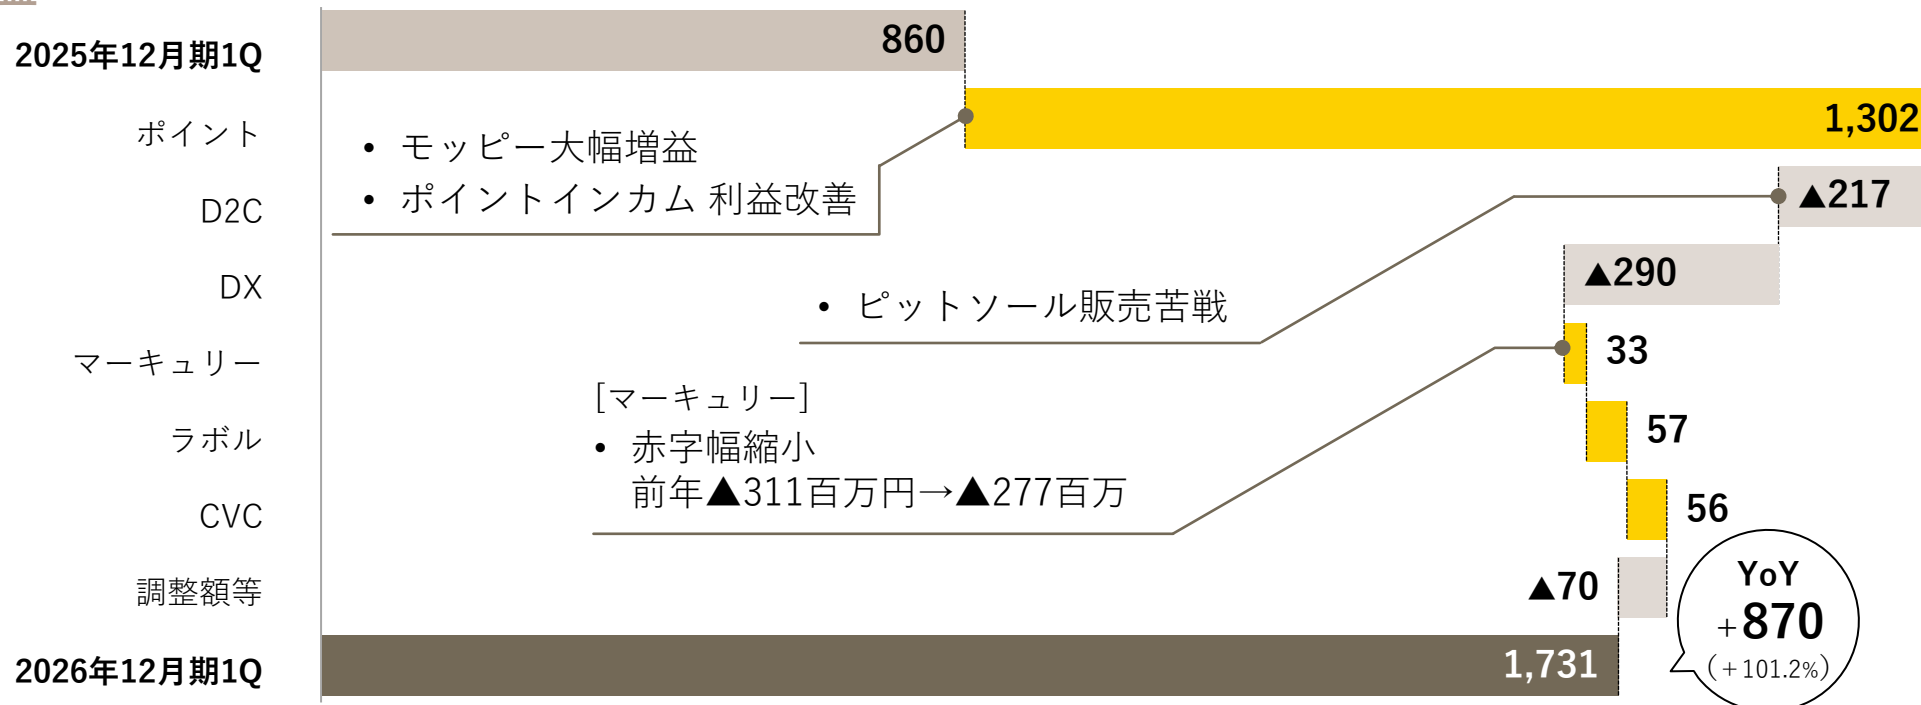 2025年12月期1Q
860
ポイント
1,302
• モッピー大幅増益
• ポイントインカム 利益改善
D2C
▲217
DX
▲290
• ピットソール販売苦戦
マーキュリー
33
[マーキュリー]
• 赤字幅縮小
前年▲311百万円→▲277百万
ラボル
57
CVC
56
調整額等
▲70
YoY
+870
(+101.2%)
2026年12月期1Q
1,731